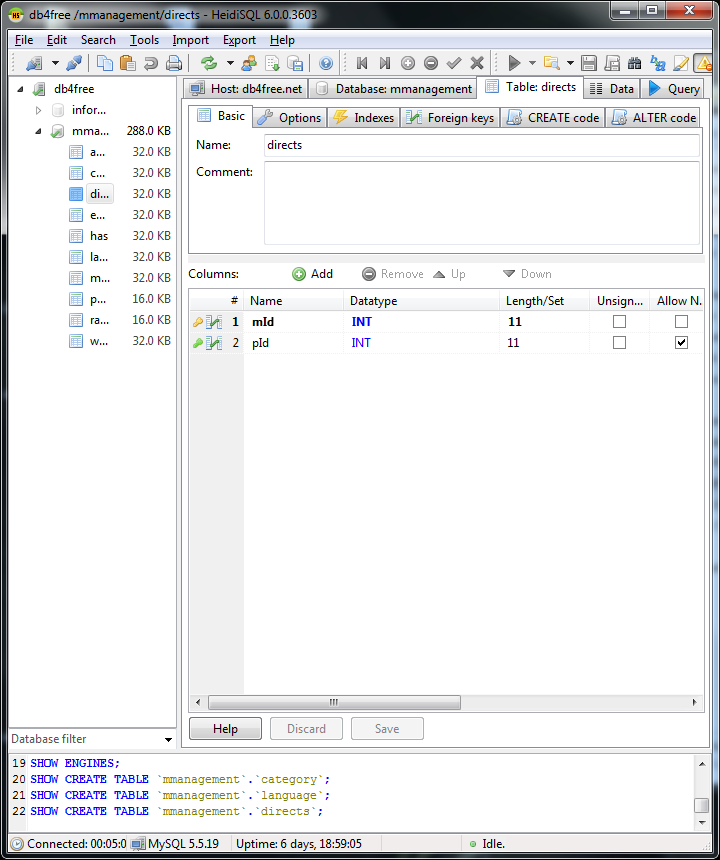 db4free /mmanagement/directs - HeidiSQL 6.0.0.3603
File Edit Search Tools Import Export Help
db4free
infor...
mma... 288.0 KB
a... 32.0 KB
c... 32.0 KB
di... 32.0 KB
e... 32.0 KB
has 32.0 KB
la... 32.0 KB
m... 32.0 KB
p... 16.0 KB
ra... 16.0 KB
w... 32.0 KB
Database filter
Host: db4free.net Database: mmanagement Table: directs Data Query
Basic Options Indexes Foreign keys CREATE code ALTER code
Name: directs
Comment:
Columns: Add Remove Up Down
# Name Datatype Length/Set Unsign... Allow N.
1 mId INT 11
2 pId INT 11
Help Discard Save
19 SHOW ENGINES;
20 SHOW CREATE TABLE `mmanagement`.`category`;
21 SHOW CREATE TABLE `mmanagement`.`language`;
22 SHOW CREATE TABLE `mmanagement`.`directs`;
Connected: 00:05:0 MySQL 5.5.19 Uptime: 6 days, 18:59:05 Idle.